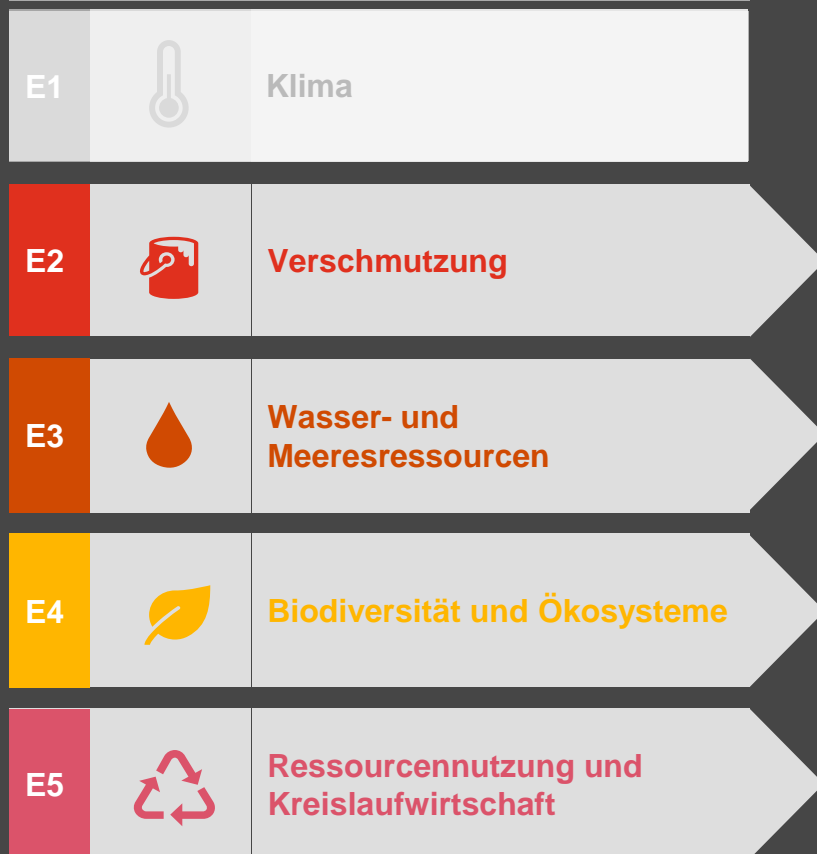 E1
Klima
E2
Verschmutzung
E3
Wasser- und
Meeresressourcen
E4
Biodiversität und Ökosysteme
E5
Ressourcennutzung und
Kreislaufwirtschaft